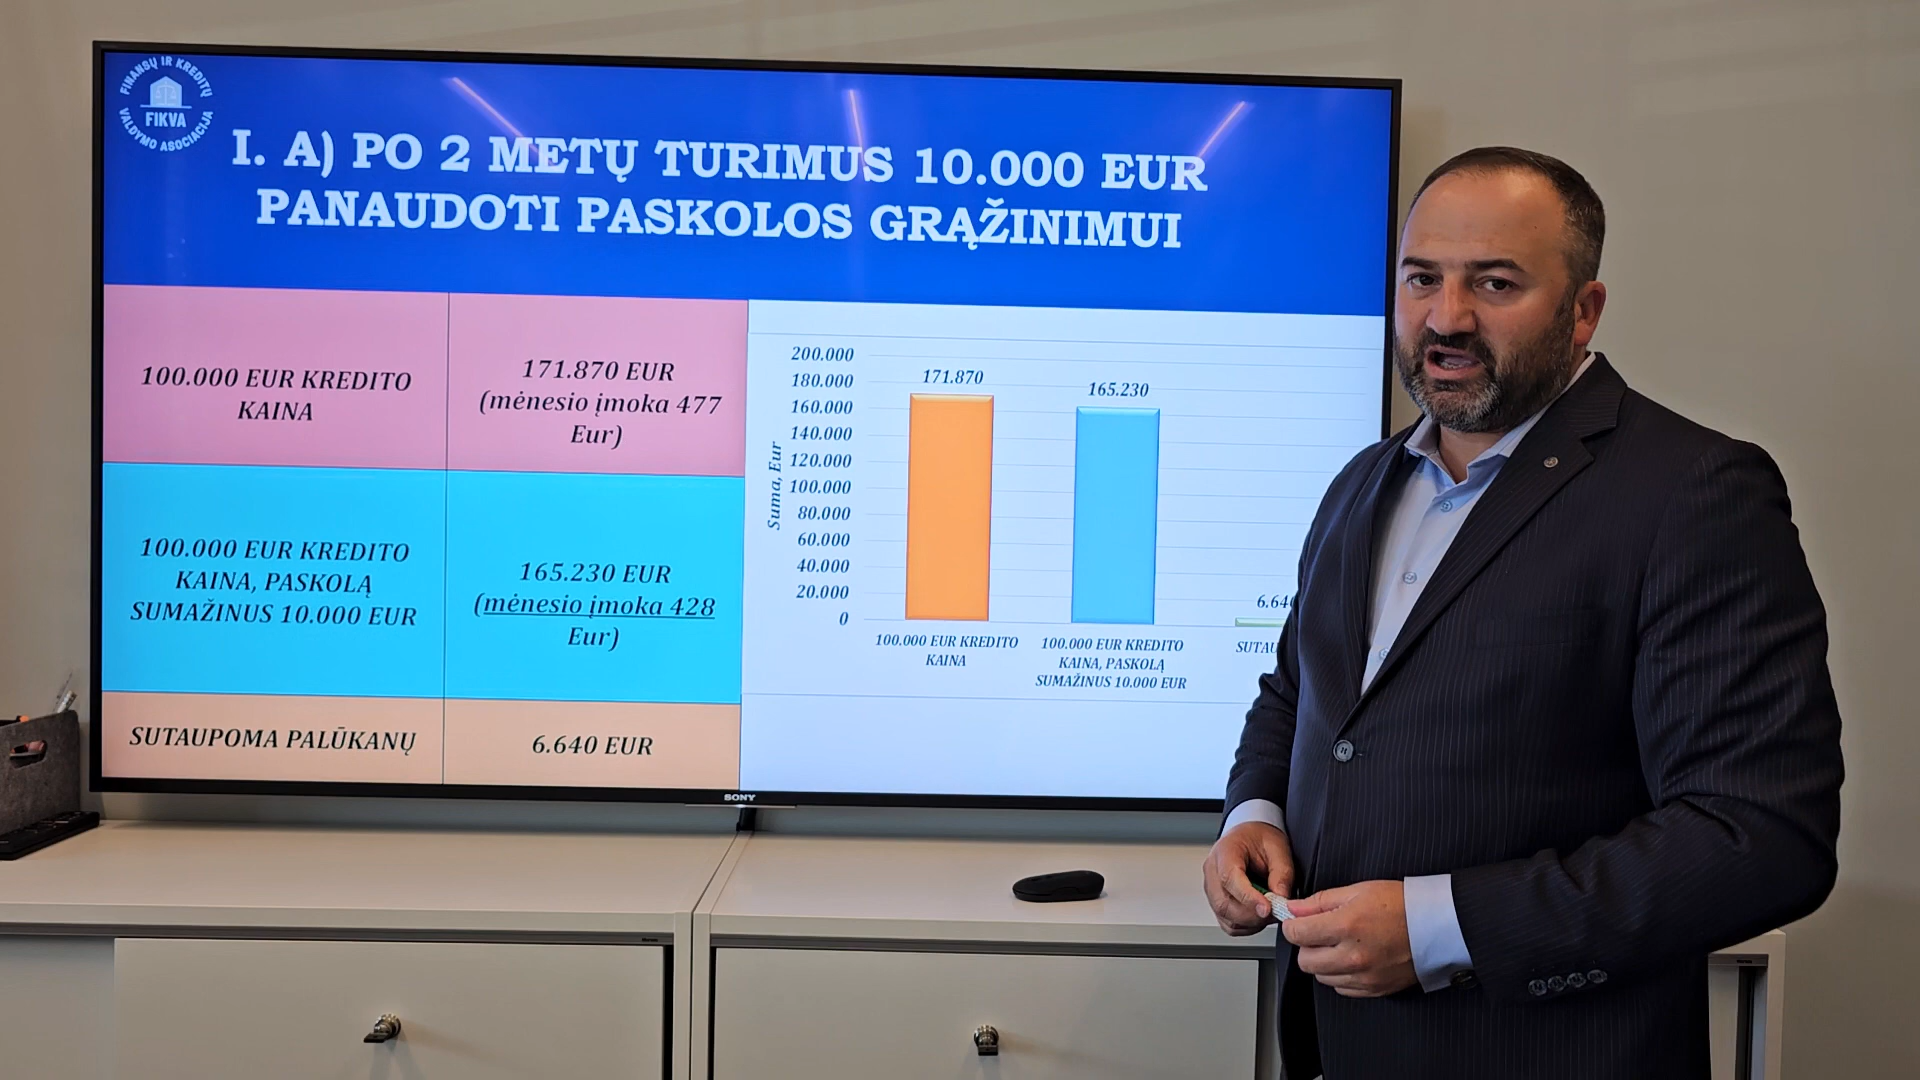 FINANSŲ IR KREDITŲ
FIKVA
VALDYMO ASOCIACIJA
I. A) PO 2 METŲ TURIMUS 10.000 EUR
PANAUDOTI PASKOLOS GRĄŽINIMUI
100.000 EUR KREDITO
KAINA
171.870 EUR
(mėnesio įmoka 477
Eur)
100.000 EUR KREDITO
KAINA, PASKOLĄ
SUMAŽINUS 10.000 EUR
165.230 EUR
(mėnesio įmoka 428
Eur)
SUTAUPOMA PALŪKANŲ
6.640 EUR
Suma, Eur
200.000
180.000
160.000
140.000
120.000
100.000
80.000
60.000
40.000
20.000
0
171.870
165.230
6.640
100.000 EUR KREDITO
KAINA
100.000 EUR KREDITO
KAINA, PASKOLĄ
SUMAŽINUS 10.000 EUR
SUTAU
SONY